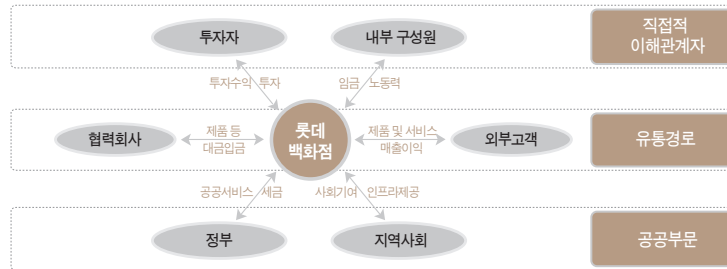 투자자
내부 구성원
직접적
이해관계자
투자수익 투자
임금 노동력
협력회사
제품 등
대금입금
롯데
백화점
제품 및 서비스
매출이익
외부고객
유통경로
공공서비스 세금
사회기여 인프라제공
정부
지역사회
공공부문